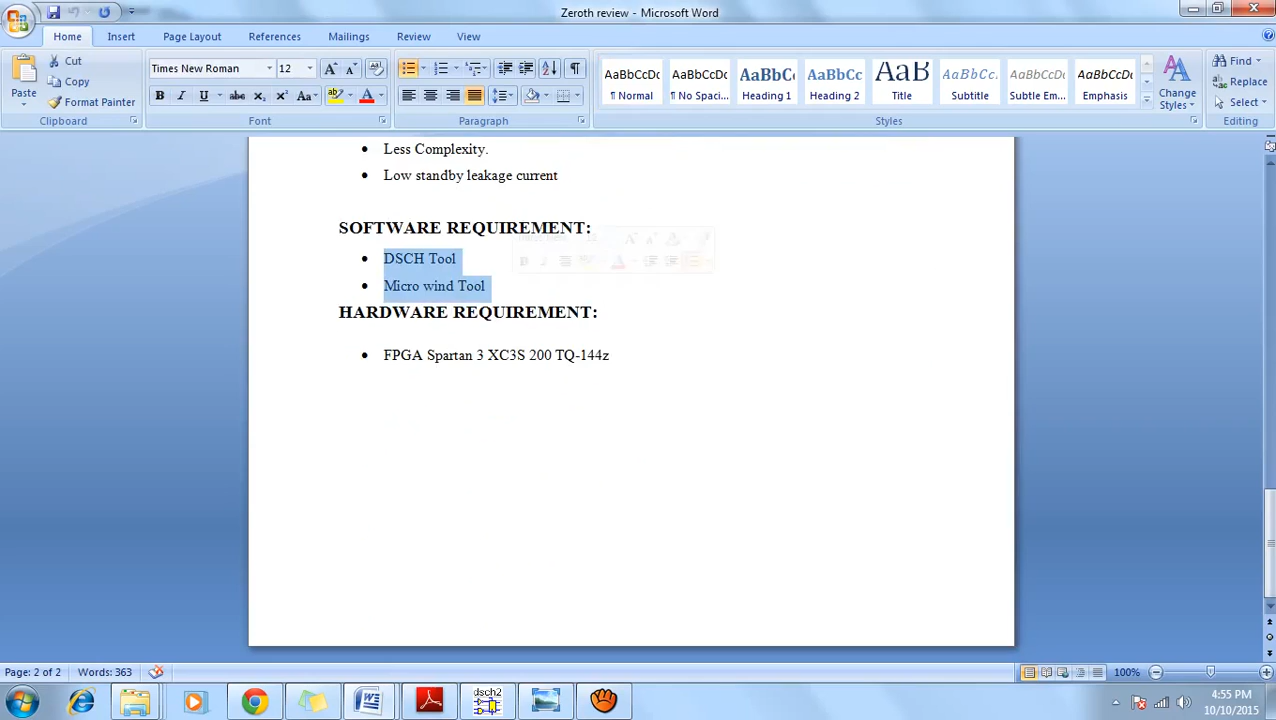 Zeroth review - Microsoft Word
Home Insert Page Layout References Mailings Review View
Paste
Cut
Copy
Format Painter
Clipboard
Times New Roman 12
Font
Paragraph
AaBbCcDc AaBbCcDc AaBbC AaBbCc AaB AaBbCc. AaBbCcDc AaBbCcDc
¶ Normal ¶ No Spaci... Heading 1 Heading 2 Title Subtitle Subtle Em... Emphasis
Change Styles
Styles
Find
Replace
Select
Editing
• Less Complexity.
• Low standby leakage current
SOFTWARE REQUIREMENT:
• DSCH Tool
• Micro wind Tool
HARDWARE REQUIREMENT:
• FPGA Spartan 3 XC3S 200 TQ-144z
Page: 2 of 2 Words: 363
100%
dsch2
4:55 PM
10/10/2015